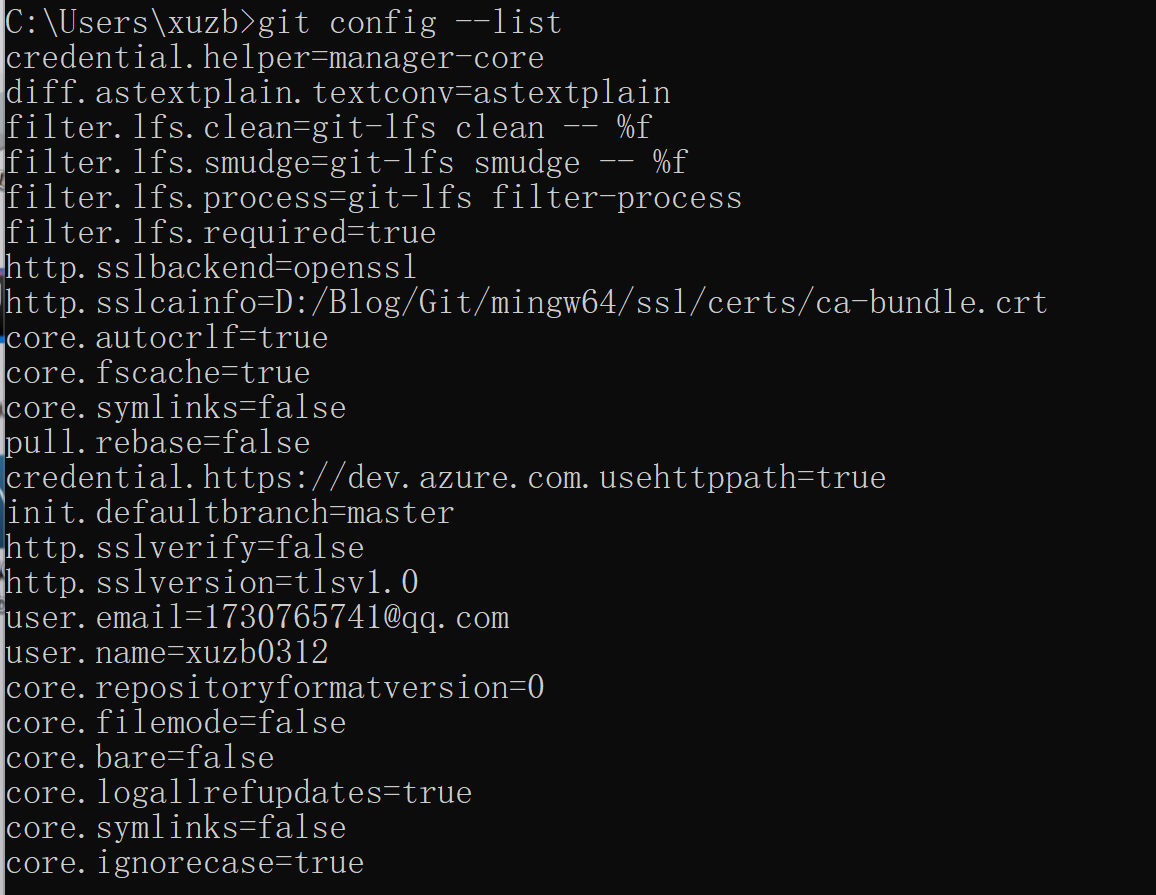 C:\Users\xuzb>git config --list
credential.helper=manager-core
diff.astextplain.textconv=astextplain
filter.lfs.clean=git-lfs clean -- %f
filter.lfs.smudge=git-lfs smudge -- %f
filter.lfs.process=git-lfs filter-process
filter.lfs.required=true
http.sslbackend=openssl
http.sslcainfo=D:/Blog/Git/mingw64/ssl/certs/ca-bundle.crt
core.autocrlf=true
core.fscache=true
core.symlinks=false
pull.rebase=false
credential.https://dev.azure.com.usehttppath=true
init.defaultbranch=master
http.sslverify=false
http.sslversion=tlsv1.0
user.email=1730765741@qq.com
user.name=xuzb0312
core.repositoryformatversion=0
core.filemode=false
core.bare=false
core.logallrefupdates=true
core.symlinks=false
core.ignorecase=true